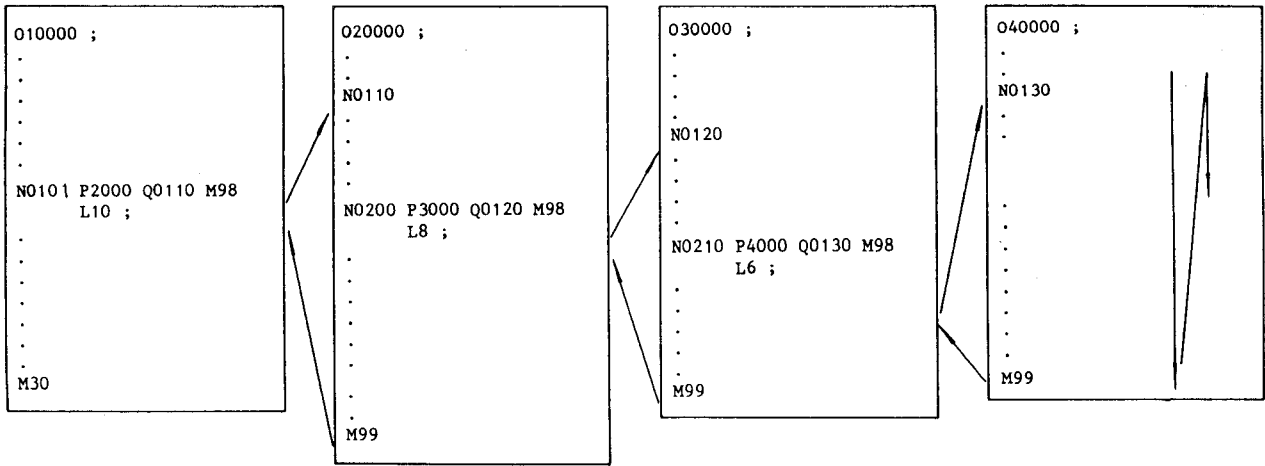 O10000 ;
N0101 P2000 Q0110 M98
L10 ;
M30
O20000 ;
N0110
N0200 P3000 Q0120 M98
L8 ;
M99
O30000 ;
N0120
N0210 P4000 Q0130 M98
L6 ;
M99
O40000 ;
N0130
M99